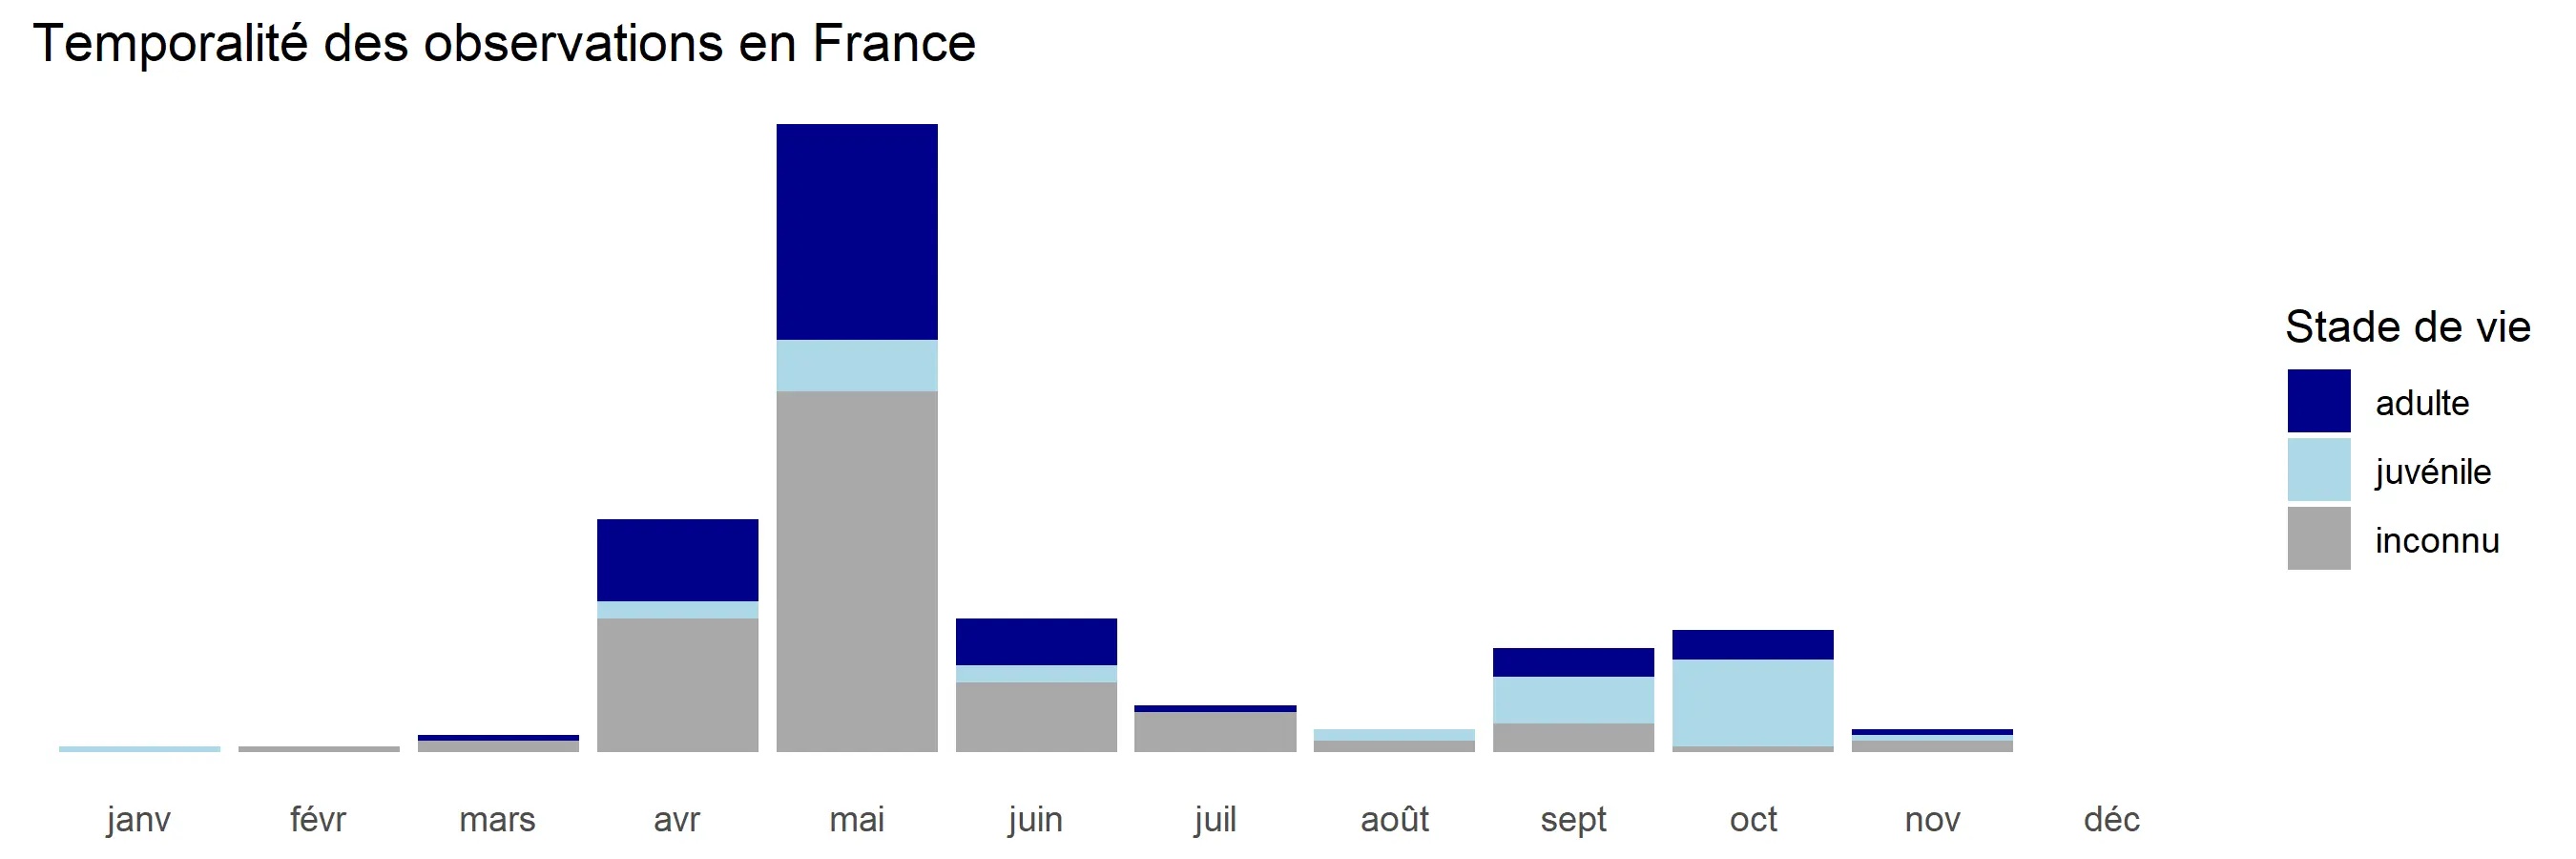 Temporalité des observations en France
Stade de vie
adulte
juvénile
inconnu
janv févr mars avr mai juin juil août sept oct nov déc